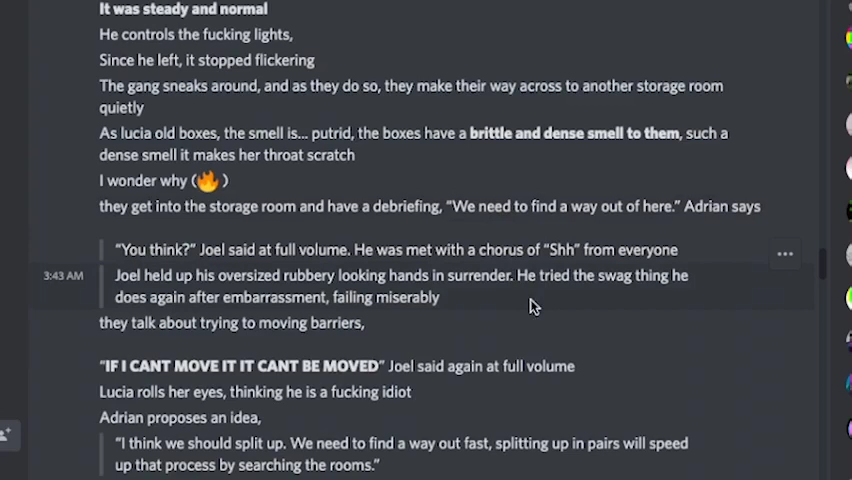 It was steady and normal
He controls the fucking lights,
Since he left, it stopped flickering
The gang sneaks around, and as they do so, they make their way across to another storage room
quietly
As lucia old boxes, the smell is... putrid, the boxes have a brittle and dense smell to them, such a
dense smell it makes her throat scratch
I wonder why (🔥)
they get into the storage room and have a debriefing, “We need to find a way out of here.” Adrian says
“You think?” Joel said at full volume. He was met with a chorus of “Shh” from everyone
3:43 AM Joel held up his oversized rubbery looking hands in surrender. He tried the swag thing he
does again after embarrassment, failing miserably
they talk about trying to moving barriers,
“IF I CANT MOVE IT IT CANT BE MOVED” Joel said again at full volume
Lucia rolls her eyes, thinking he is a fucking idiot
Adrian proposes an idea,
“I think we should split up. We need to find a way out fast, splitting up in pairs will speed
up that process by searching the rooms.”